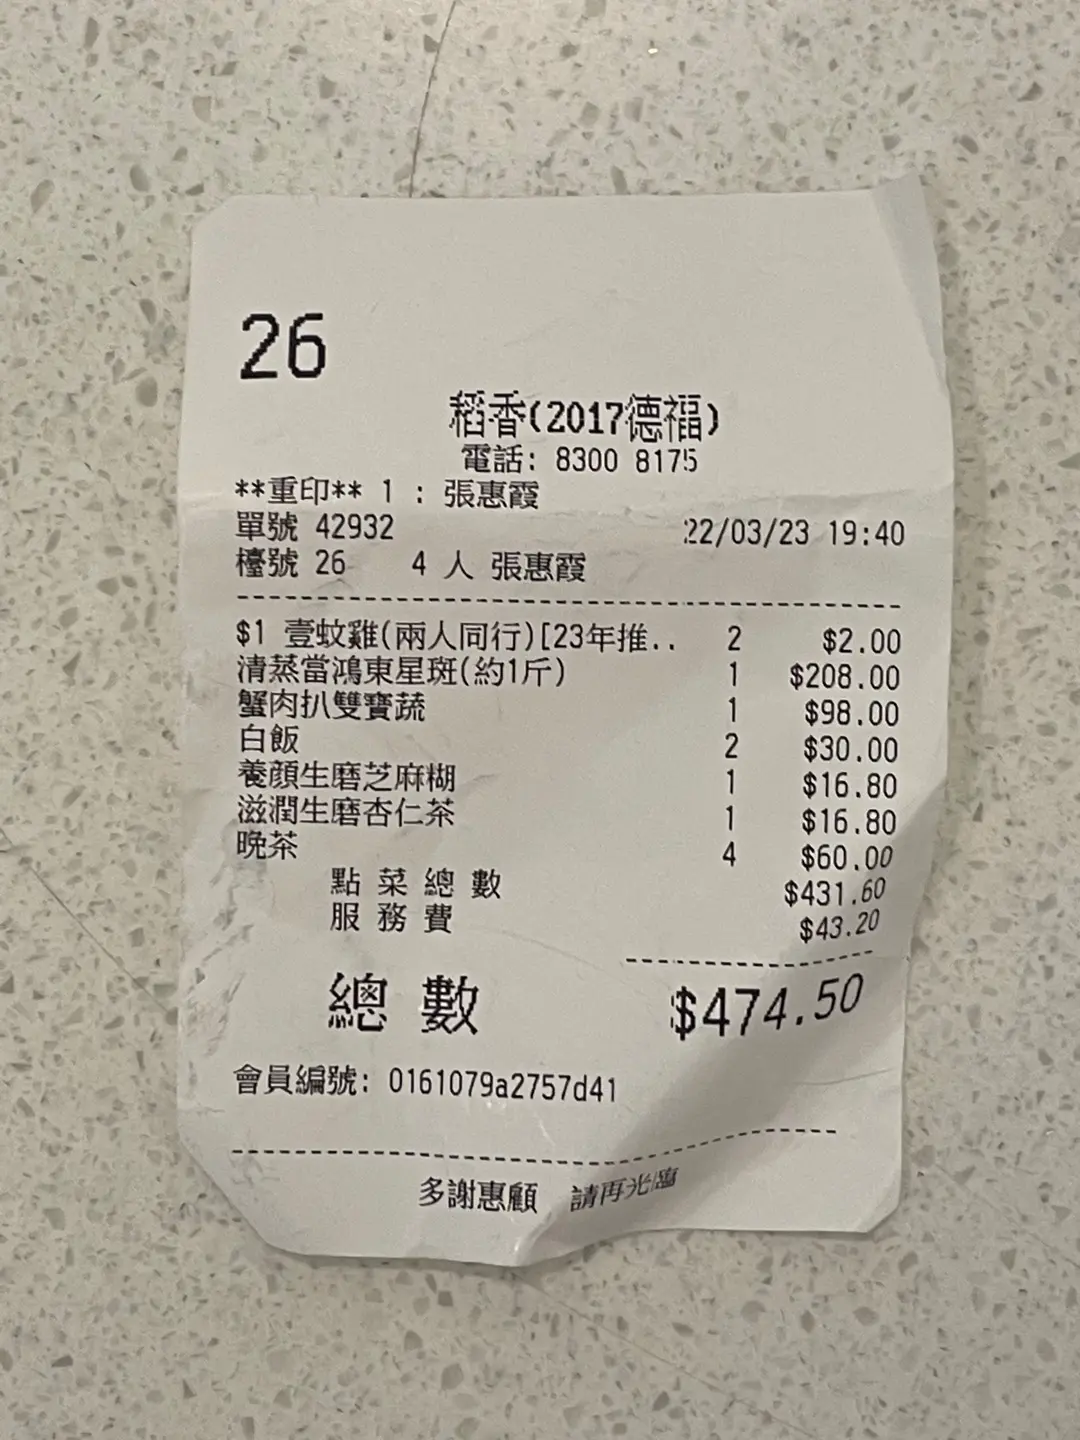 26
稻香(2017德福)
電話: 8300 8175
**重印** 1 : 張惠霞
單號 42932 22/03/23 19:40
檯號 26 4 人 張惠霞
$1 壹蚊雞(兩人同行)[23年推.. 2 $2.00
清蒸當鴻東星斑(約1斤) 1 $208.00
蟹肉扒雙寶蔬 1 $98.00
白飯 2 $30.00
養顏生磨芝麻糊 1 $16.80
滋潤生磨杏仁茶 1 $16.80
晚茶 4 $60.00
點菜總數 $431.60
服務費 $43.20
總數 $474.50
會員編號: 0161079a2757d41
多謝惠顧 請再光臨